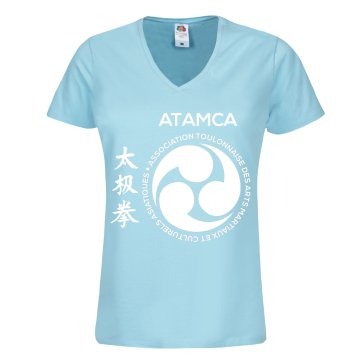 ATAMCA
• ASSOCIATION TOULONNAISE DES ARTS MARTIAUX ET CULTURELS ASIATIQUES
太极拳